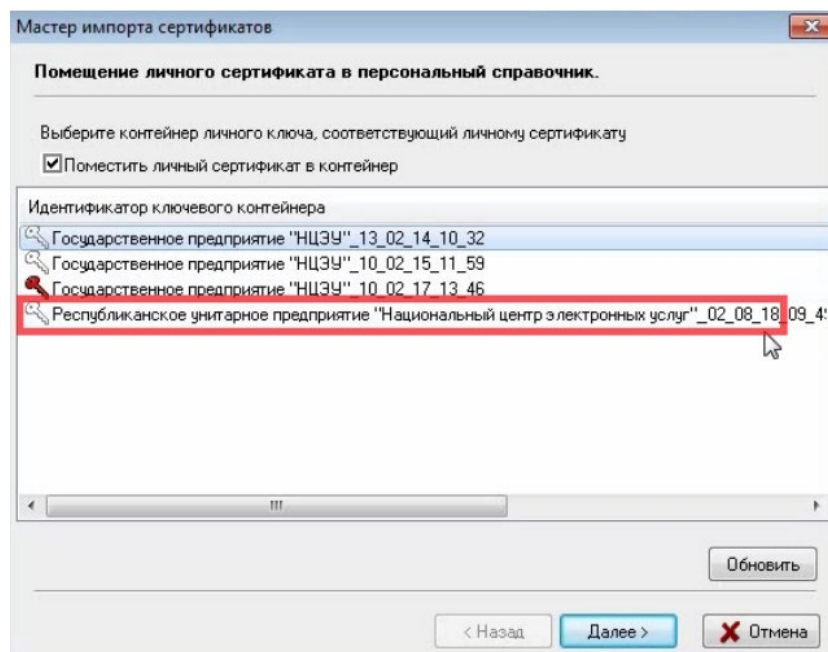 Мастер импорта сертификатов
Помещение личного сертификата в персональный справочник.
Выберите контейнер личного ключа, соответствующий личному сертификату
Поместить личный сертификат в контейнер
Идентификатор ключевого контейнера
Государственное предприятие "НЦЭУ"_13_02_14_10_32
Государственное предприятие "НЦЭУ"_10_02_15_11_59
Государственное предприятие "НЦЭУ"_10_02_17_13_46
Республиканское унитарное предприятие "Национальный центр электронных услуг"_02_08_18_09_4
Обновить
< Назад Далее > Отмена